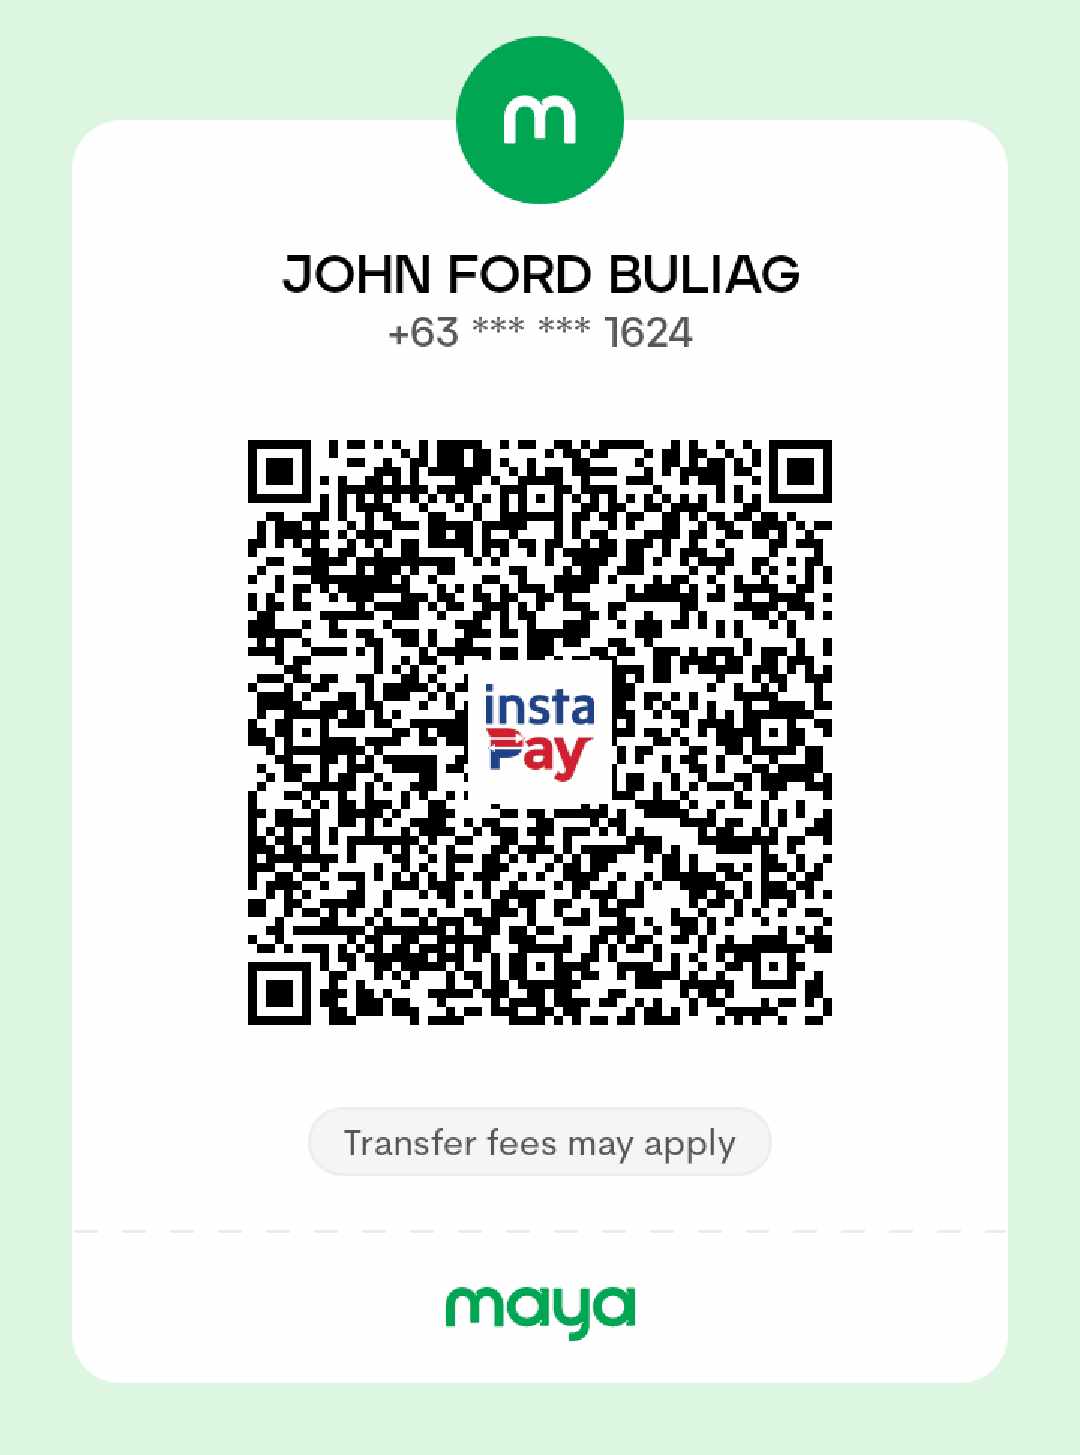 m
JOHN FORD BULIAG
+63 *** *** 1624
insta
Pay
Transfer fees may apply
maya